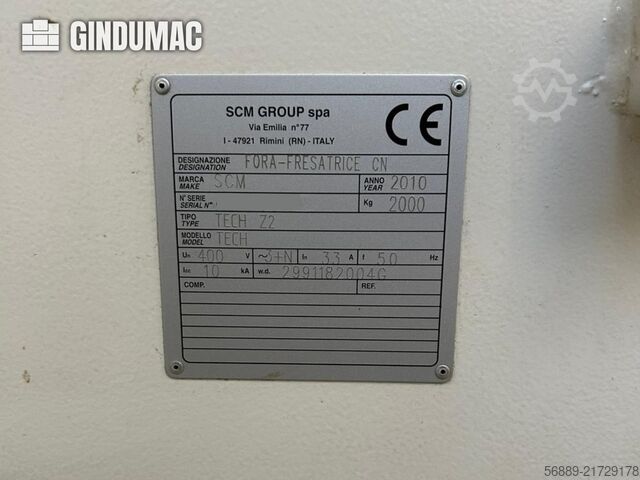 GINDUMAC
SCM GROUP spa
Via Emilia n°77
I - 47921 Rimini (RN) - ITALY
CE
DESIGNAZIONE FORA-FRESATRICE CN
DESIGNATION
MARCA SCM ANNO 2010
MAKE YEAR
N° SERIE Kg 2000
SERIAL N°
TIPO TECH Z2
TYPE
MODELLO TECH
MODEL
Un 400 V 3+N In 33 A f 50 Hz
Icc 10 kA w.d. 2991182004G
COMP. REF.
56889-21729178